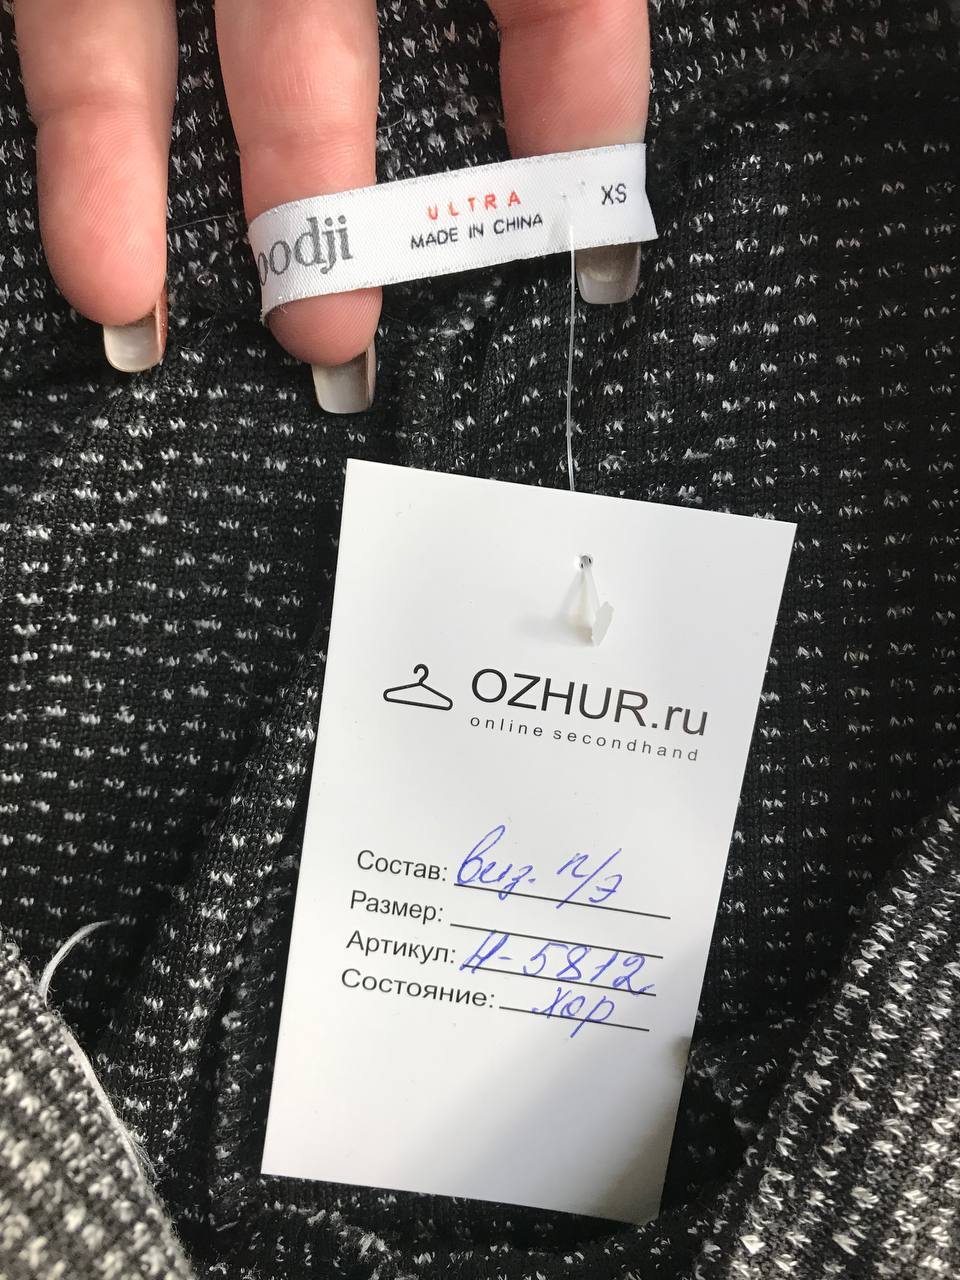 oodji
ULTRA
MADE IN CHINA
XS
OZHUR.ru
online secondhand
Состав: виз. п/э
Размер:
Артикул: Н-5812
Состояние: хор